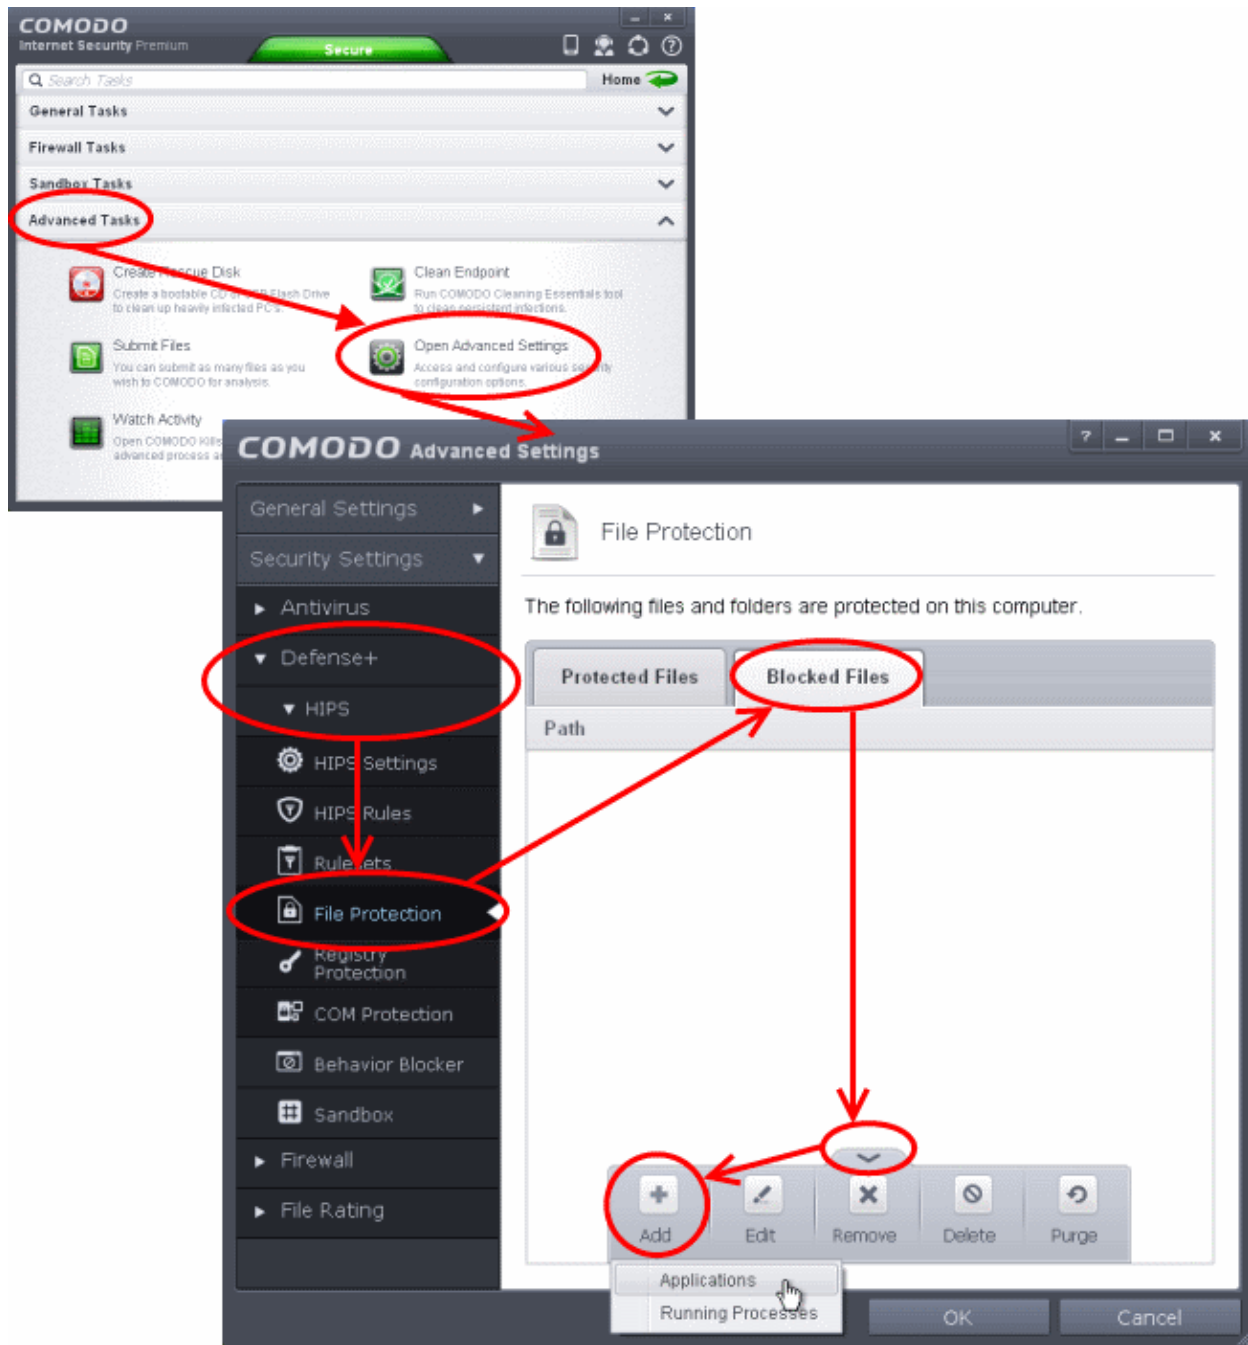 COMODO
Internet Security Premium
Secure
Search Tasks
Home
General Tasks
Firewall Tasks
Sandbox Tasks
Advanced Tasks
Create Rescue Disk
Create a bootable CD or USB Flash Drive
to clean up heavily infected PC's.
Clean Endpoint
Run COMODO Cleaning Essentials tool
to clean persistent infections.
Submit Files
You can submit as many files as you
wish to COMODO for analysis.
Open Advanced Settings
Access and configure various security
configuration options.
Watch Activity
Open COMODO Kills
advanced process a
COMODO Advanced Settings
General Settings
Security Settings
Antivirus
Defense+
HIPS
HIPS Settings
HIPS Rules
Rulesets
File Protection
Registry
Protection
COM Protection
Behavior Blocker
Sandbox
Firewall
File Rating
File Protection
The following files and folders are protected on this computer.
Protected Files
Blocked Files
Path
Add
Edit
Remove
Delete
Purge
Applications
Running Processes
OK
Cancel